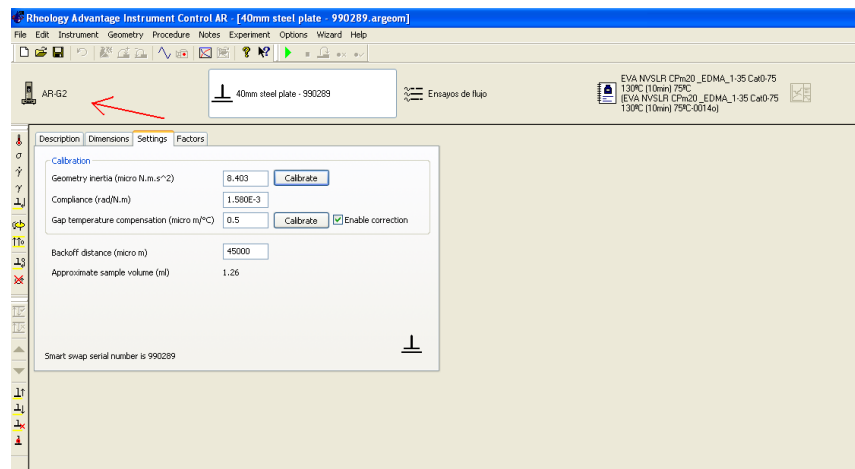 Rheology Advantage Instrument Control AR - [40mm steel plate - 990289.argeom]
File Edit Instrument Geometry Procedure Notes Experiment Options Wizard Help
AR-G2
40mm steel plate - 990289
Ensayos de flujo
EVA NVSLR CPm20 _EDMA_1-35 Cat0-75
130ºC (10min) 75ºC
(EVA NVSLR CPm20 _EDMA_1-35 Cat0-75
130ºC (10min) 75ºC-0014o)
Description Dimensions Settings Factors
Calibration
Geometry inertia (micro N.m.s^2) 8.403 Calibrate
Compliance (rad/N.m) 1.580E-3
Gap temperature compensation (micro m/°C) 0.5 Calibrate Enable correction
Backoff distance (micro m) 45000
Approximate sample volume (ml) 1.26
Smart swap serial number is 990289